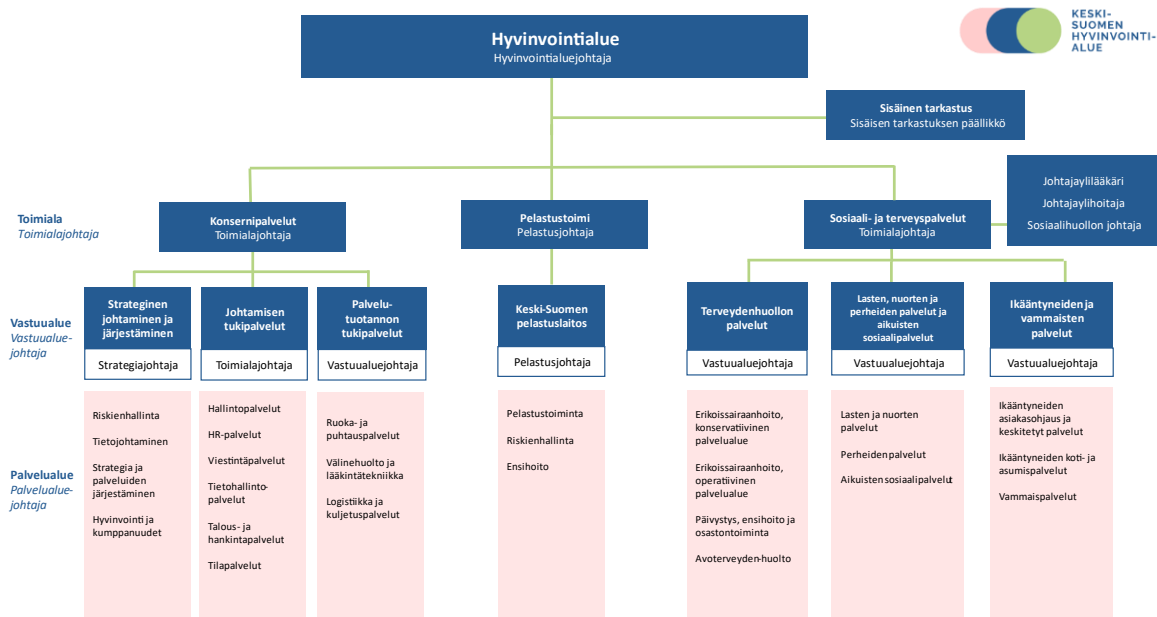 KESKI-
SUOMEN
HYVINVOINTI-
ALUE
Hyvinvointialue
Hyvinvointialuejohtaja
Sisäinen tarkastus
Sisäisen tarkastuksen päällikkö
Toimiala
Toimialajohtaja
Konsernipalvelut
Toimialajohtaja
Pelastustoimi
Pelastusjohtaja
Sosiaali- ja terveyspalvelut
Toimialajohtaja
Johtajaylilääkäri
Johtajaylihoitaja
Sosiaalihuollon johtaja
Vastuualue
Vastuualue-
johtaja
Strateginen
johtaminen ja
järjestäminen
Strategiajohtaja
Johtamisen
tukipalvelut
Toimialajohtaja
Palvelu-
tuotannon
tukipalvelut
Vastuualuejohtaja
Keski-Suomen
pelastuslaitos
Pelastusjohtaja
Terveydenhuollon
palvelut
Vastuualuejohtaja
Lasten, nuorten ja
perheiden palvelut ja
aikuisten
sosiaalipalvelut
Vastuualuejohtaja
Ikääntyneiden ja
vammaisten
palvelut
Vastuualuejohtaja
Palvelualue
Palvelualue-
johtaja
Riskienhallinta
Tietojohtaminen
Strategia ja
palveluiden
järjestäminen
Hyvinvointi ja
kumppanuudet
Hallintopalvelut
HR-palvelut
Viestintäpalvelut
Tietohallinto-
palvelut
Talous- ja
hankintapalvelut
Tilapalvelut
Ruoka- ja
puhtauspalvelut
Välinehuolto ja
lääkintätekniikka
Logistiikka ja
kuljetuspalvelut
Pelastustoiminta
Riskienhallinta
Ensihoito
Erikoissairaanhoito,
konservatiivinen
palvelualue
Erikoissairaanhoito,
operatiivinen
palvelualue
Päivystys, ensihoito ja
osastontoiminta
Avoterveyden-huolto
Lasten ja nuorten
palvelut
Perheiden palvelut
Aikuisten sosiaalipalvelut
Ikääntyneiden
asiakasohjaus ja
keskitetyt palvelut
Ikääntyneiden koti- ja
asumispalvelut
Vammaispalvelut